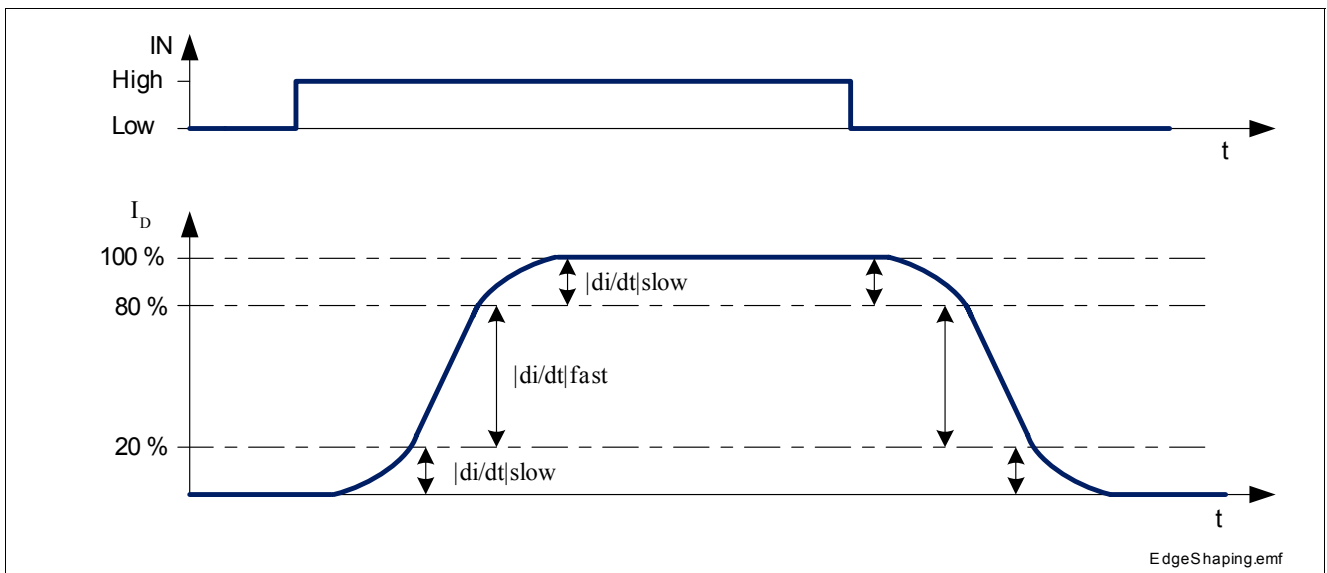 IN
High
Low
t
I_D
100 %
|di/dt|slow
80 %
|di/dt|fast
20 %
|di/dt|slow
t
EdgeShaping.emf